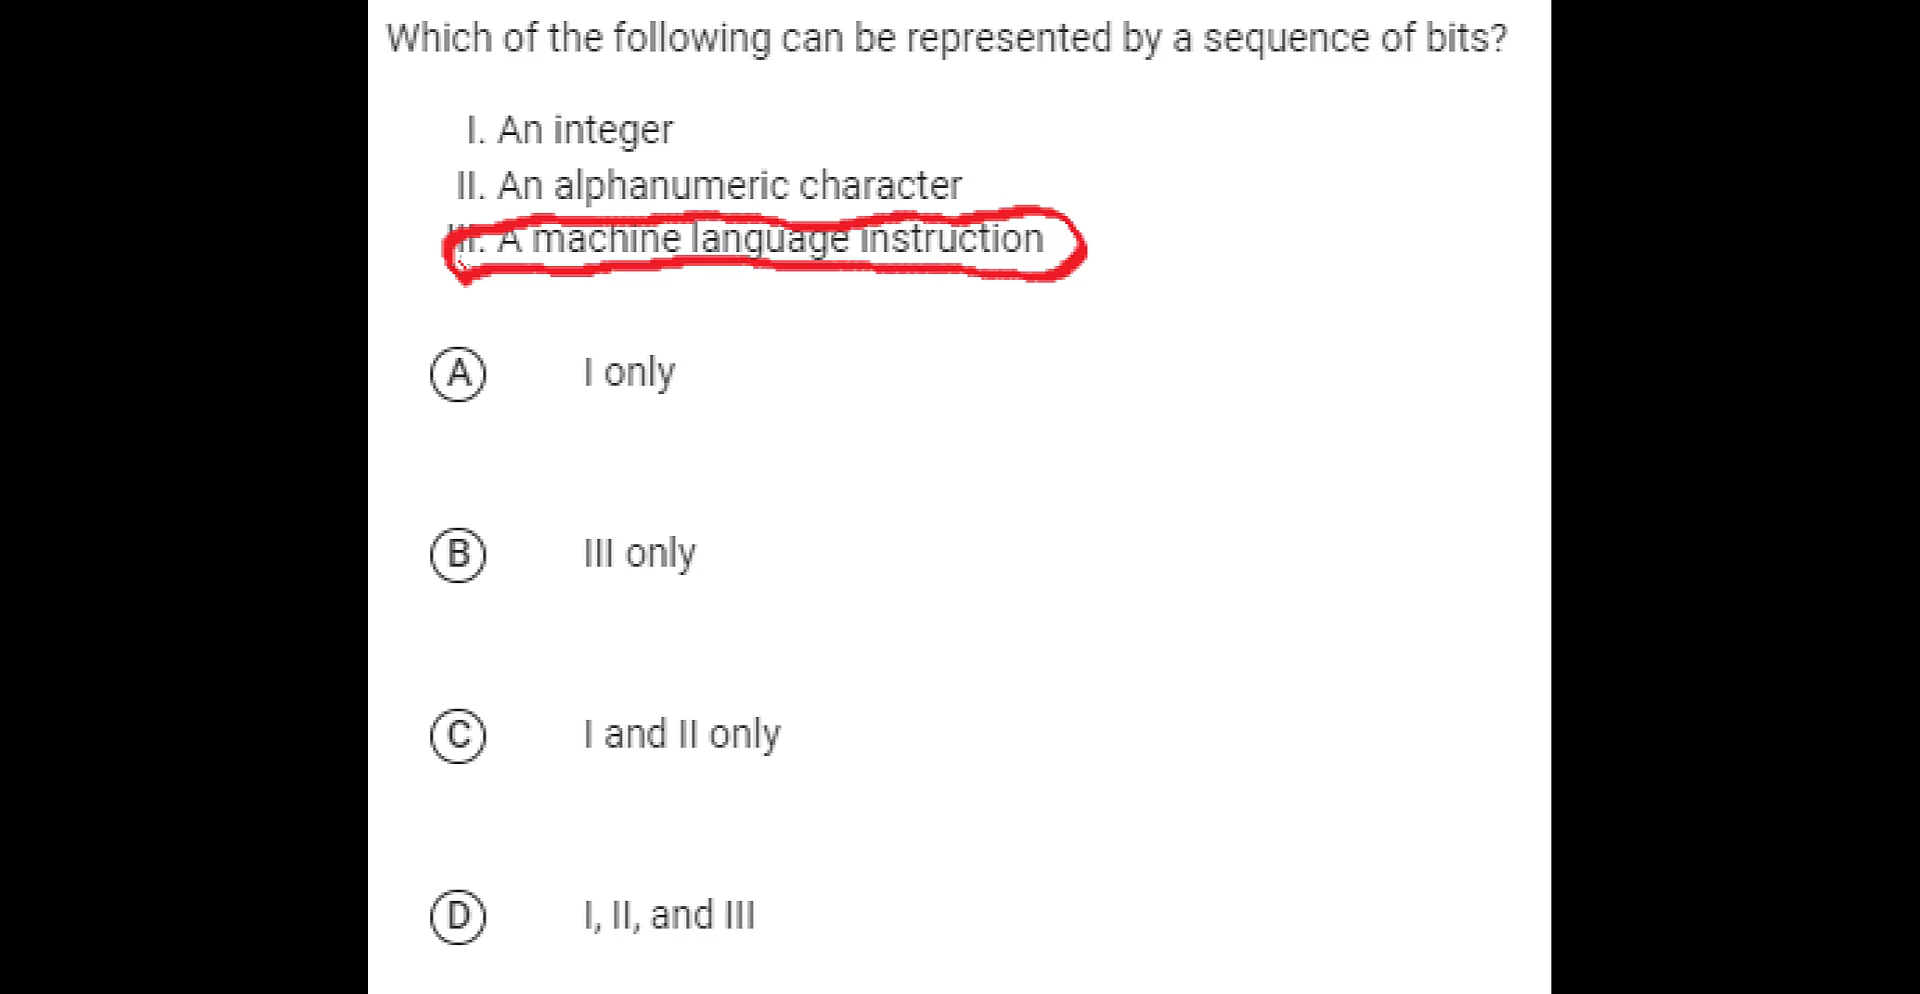 Which of the following can be represented by a sequence of bits?
I. An integer
II. An alphanumeric character
III. A machine language instruction
A I only
B III only
C I and II only
D I, II, and III